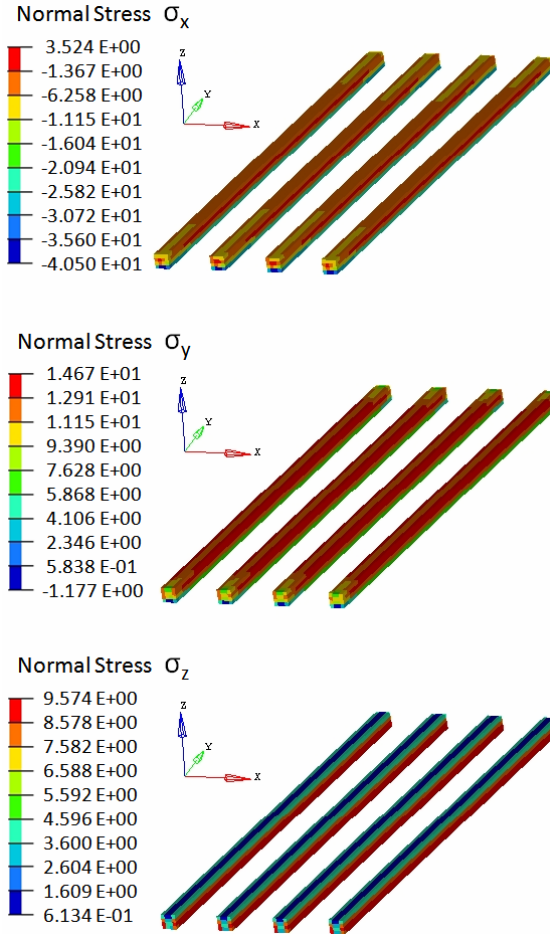 Normal Stress σx
3.524 E+00
-1.367 E+00
-6.258 E+00
-1.115 E+01
-1.604 E+01
-2.094 E+01
-2.582 E+01
-3.072 E+01
-3.560 E+01
-4.050 E+01
Z
Y
X
Normal Stress σy
1.467 E+01
1.291 E+01
1.115 E+01
9.390 E+00
7.628 E+00
5.868 E+00
4.106 E+00
2.346 E+00
5.838 E-01
-1.177 E+00
Z
Y
X
Normal Stress σz
9.574 E+00
8.578 E+00
7.582 E+00
6.588 E+00
5.592 E+00
4.596 E+00
3.600 E+00
2.604 E+00
1.609 E+00
6.134 E-01
Z
Y
X